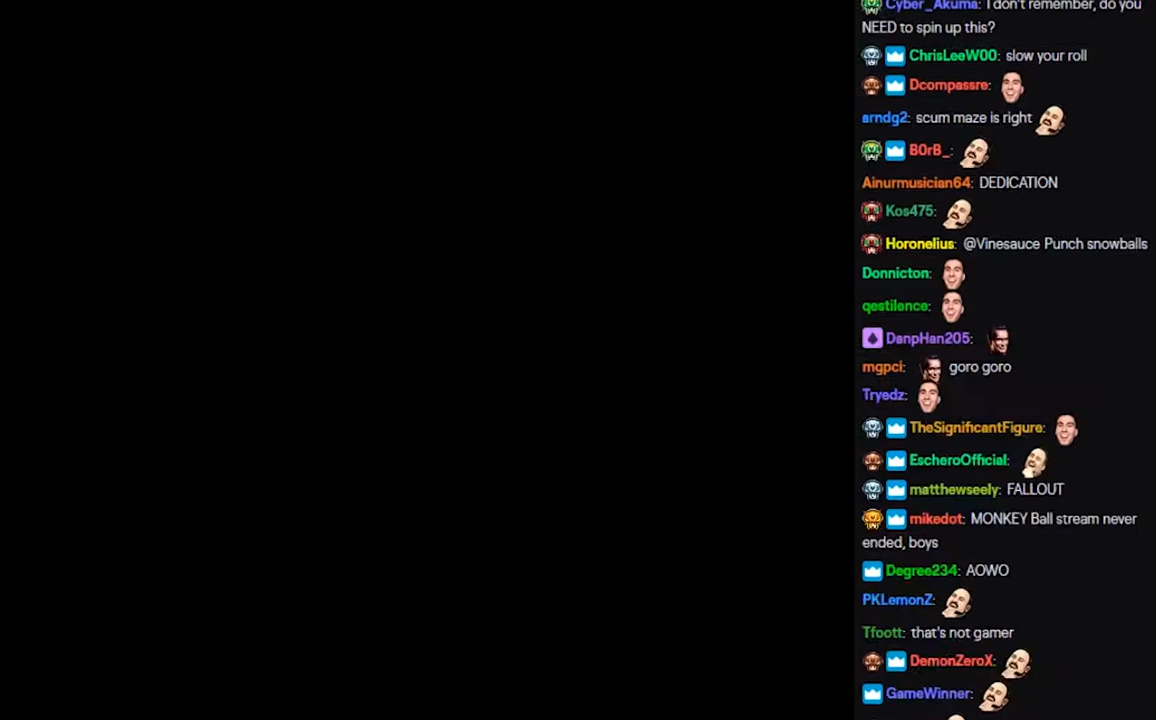 Cyber_Akuma: I don't remember, do you
NEED to spin up this?
ChrisLeeW00: slow your roll
Dcompassre:
arndg2: scum maze is right
B0rB_:
Ainurmusician64: DEDICATION
Kos475:
Horonelius: @Vinesauce Punch snowballs
Donnicton:
qestilence:
DanpHan205:
mgpci: goro goro
Tryedz:
TheSignificantFigure:
EscheroOfficial:
matthewseely: FALLOUT
mikedot: MONKEY Ball stream never
ended, boys
Degree234: AOWO
PKLemonZ:
Tfoott: that's not gamer
DemonZeroX:
GameWinner: